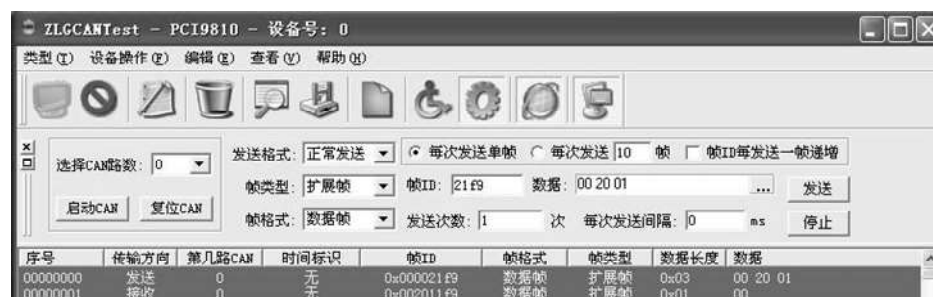 ZLGCANTest - PCI9810 - 设备号: 0
类型(T) 设备操作(F) 编辑(E) 查看(V) 帮助(H)
选择CAN路数: 0
启动CAN 复位CAN
发送格式: 正常发送 每次发送单帧 每次发送 10 帧 帧ID每发送一帧递增
帧类型: 扩展帧 帧ID: 21f9 数据: 00 20 01 ... 发送
帧格式: 数据帧 发送次数: 1 次 每次发送间隔: 0 ms 停止
序号 传输方向 第几路CAN 时间标识 帧ID 帧格式 帧类型 数据长度 数据
00000000 发送 0 无 0x000021f9 数据帧 扩展帧 0x03 00 20 01
00000001 接收 0 无 0x002011f9 数据帧 扩展帧 0x01 00